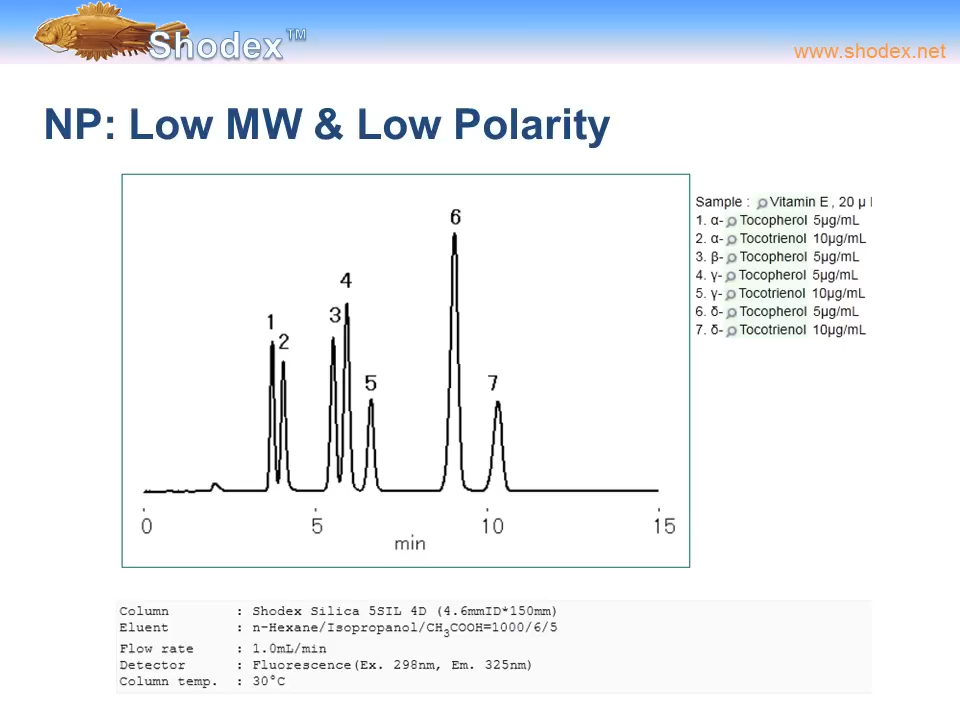 Shodex™
www.shodex.net
NP: Low MW & Low Polarity
6
4
1
3
2
5
7
0 5 10 15
min
Sample : Vitamin E , 20 μ l
1. α- Tocopherol 5μg/mL
2. α- Tocotrienol 10μg/mL
3. β- Tocopherol 5μg/mL
4. γ- Tocopherol 5μg/mL
5. γ- Tocotrienol 10μg/mL
6. δ- Tocopherol 5μg/mL
7. δ- Tocotrienol 10μg/mL
Column : Shodex Silica 5SIL 4D (4.6mmID*150mm)
Eluent : n-Hexane/Isopropanol/CH₃COOH=1000/6/5
Flow rate : 1.0mL/min
Detector : Fluorescence(Ex. 298nm, Em. 325nm)
Column temp. : 30°C